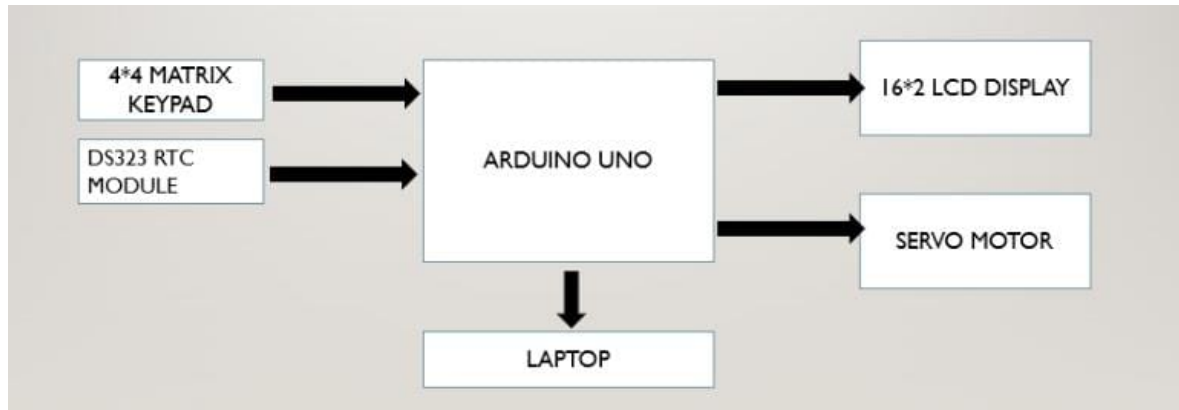 4*4 MATRIX
KEYPAD
DS323 RTC
MODULE
ARDUINO UNO
16*2 LCD DISPLAY
SERVO MOTOR
LAPTOP